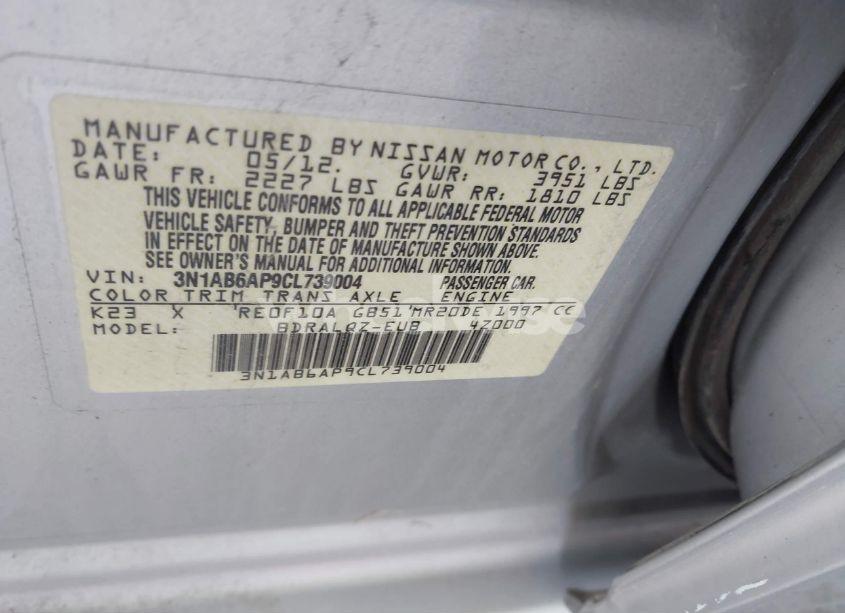 MANUFACTURED BY NISSAN MOTOR CO., LTD.
DATE: 05/12. GVWR: 3951 LBS
GAWR FR: 2227 LBS GAWR RR: 1810 LBS
THIS VEHICLE CONFORMS TO ALL APPLICABLE FEDERAL MOTOR
VEHICLE SAFETY, BUMPER AND THEFT PREVENTION STANDARDS
IN EFFECT ON THE DATE OF MANUFACTURE SHOWN ABOVE.
SEE OWNER'S MANUAL FOR ADDITIONAL INFORMATION.
VIN: 3N1AB6AP9CL739004 PASSENGER CAR.
COLOR TRIM TRANS AXLE ENGINE
K23 X 'RE0F10A GB51'MR20DE 1997 CC
MODEL: BDRALQZ-EUB 4Z000
3N1AB6AP9CL739004